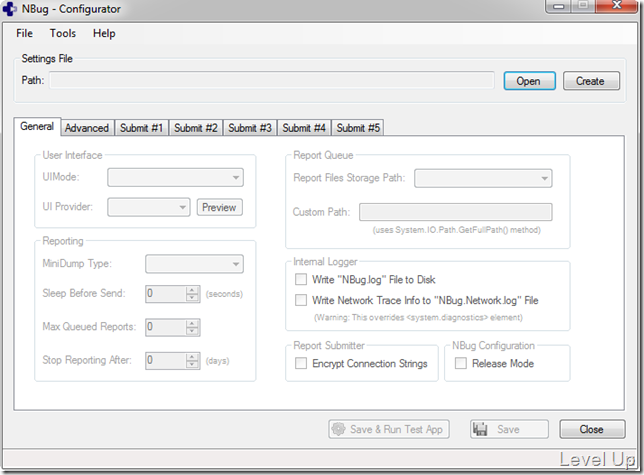 NBug - Configurator
File Tools Help
Settings File
Path: Open Create
General Advanced Submit #1 Submit #2 Submit #3 Submit #4 Submit #5
User Interface
UIMode:
UI Provider: Preview
Reporting
MiniDump Type:
Sleep Before Send: 0 (seconds)
Max Queued Reports: 0
Stop Reporting After: 0 (days)
Report Queue
Report Files Storage Path:
Custom Path:
(uses System.IO.Path.GetFullPath() method)
Internal Logger
Write "NBug.log" File to Disk
Write Network Trace Info to "NBug.Network.log" File
(Warning: This overrides <system.diagnostics> element)
Report Submitter
Encrypt Connection Strings
NBug Configuration
Release Mode
Save & Run Test App Save Close
Level Up